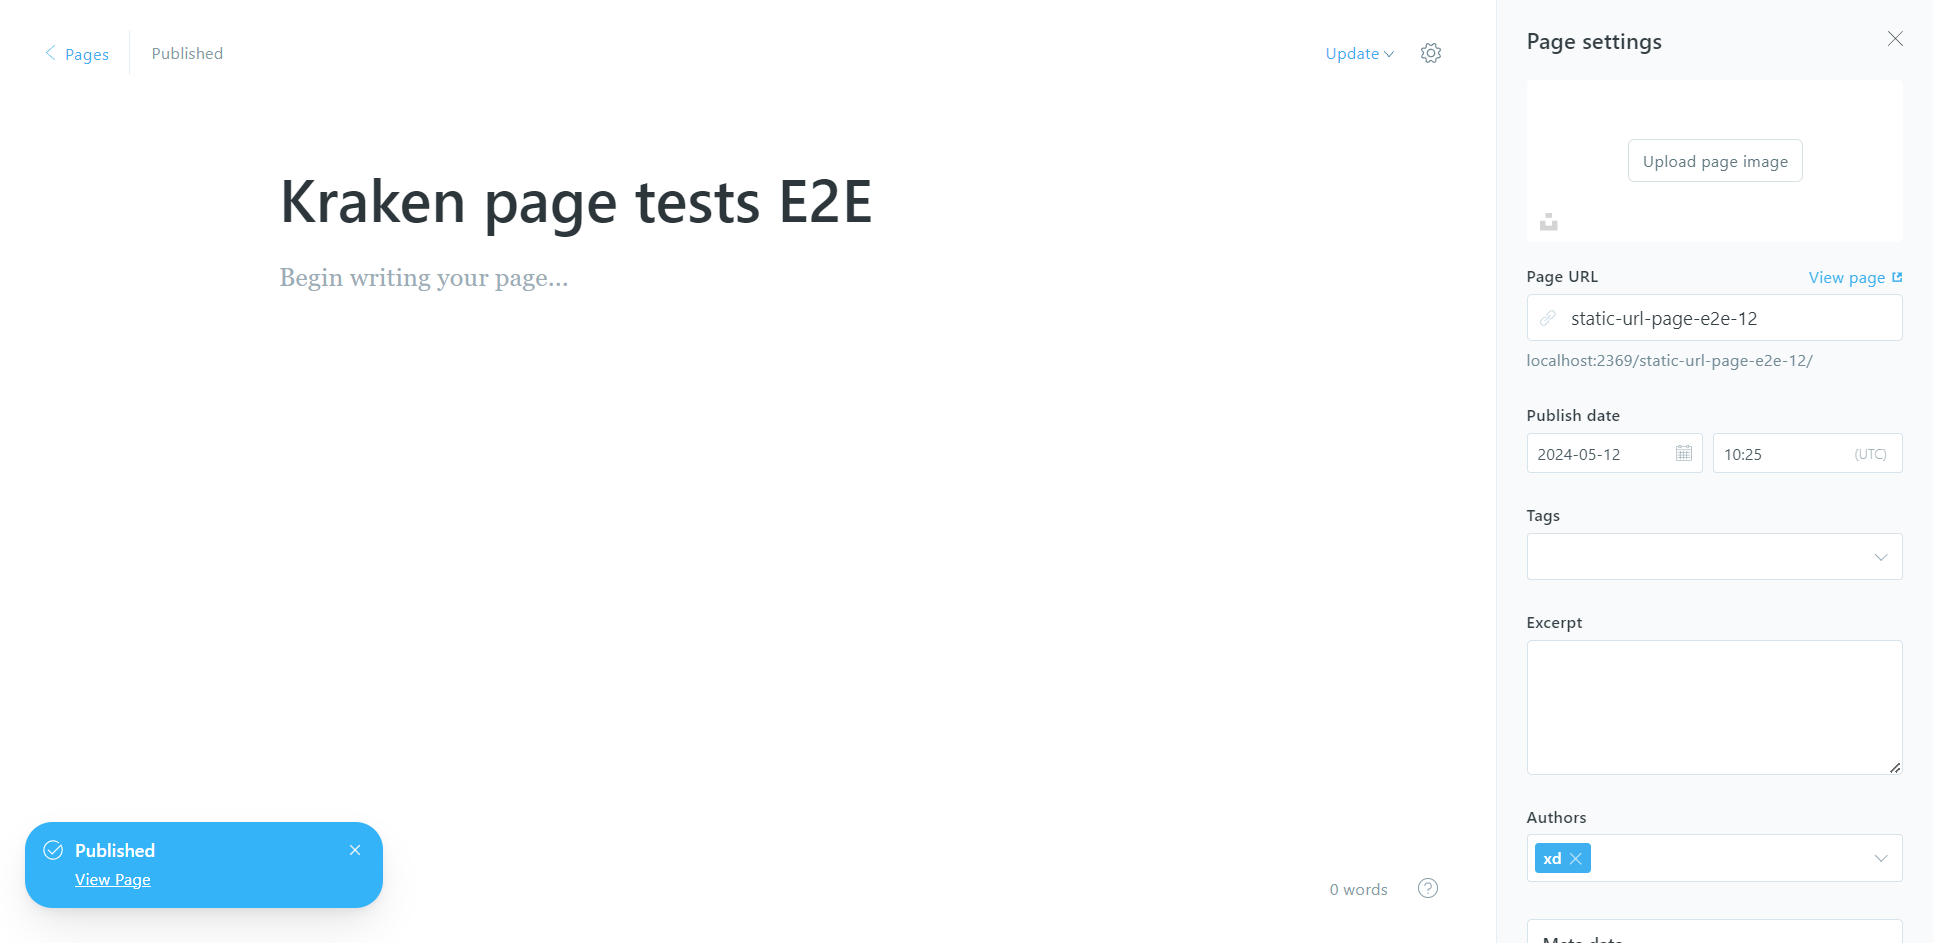 Pages
Published
Update
Kraken page tests E2E
Begin writing your page...
Published
View Page
0 words
Page settings
Upload page image
Page URL
View page
static-url-page-e2e-12
localhost:2369/static-url-page-e2e-12/
Publish date
2024-05-12
10:25
(UTC)
Tags
Excerpt
Authors
xd
Meta data